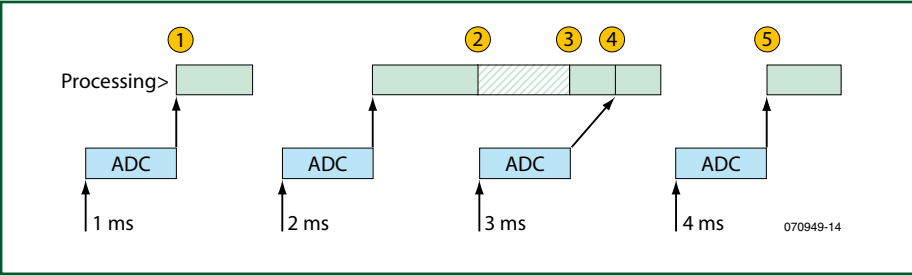 1 2 3 4 5
Processing>
ADC ADC ADC ADC
1 ms 2 ms 3 ms 4 ms
070949-14